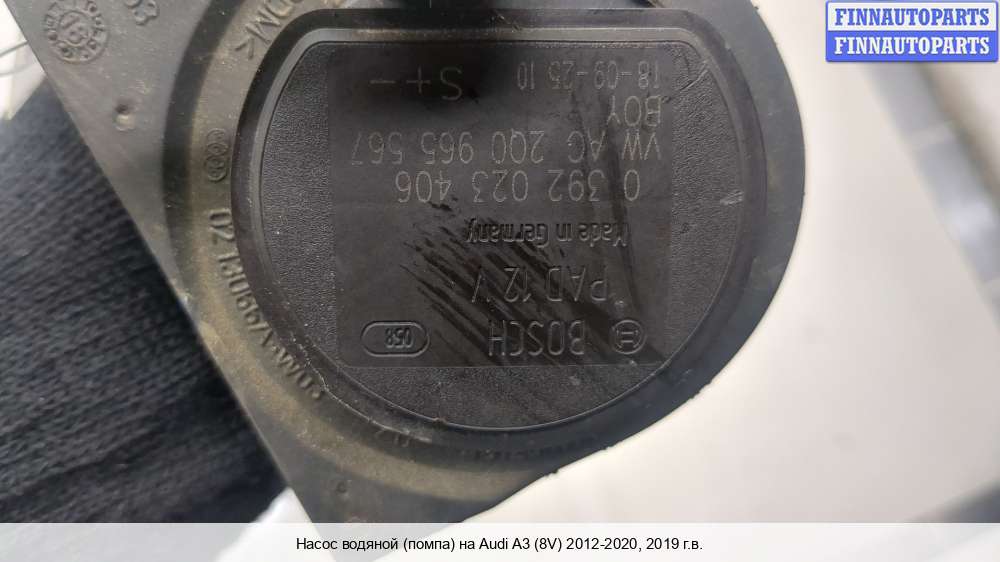 FINNAUTOPARTS
FINNAUTOPARTS
BOSCH
058
PAD 12 V
Made in Germany
0 392 023 406
VW AG 2Q0 965 567
BOY
18-09-25 10
S + -
Насос водяной (помпа) на Audi A3 (8V) 2012-2020, 2019 г.в.